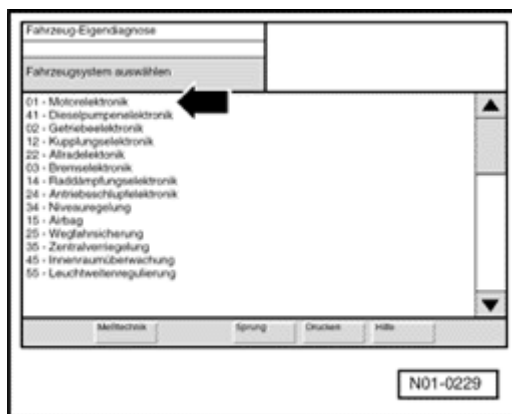 Fahrzeug-Eigendiagnose
Fahrzeugsystem auswählen
01 - Motorelektronik
41 - Dieselpumpenelektronik
02 - Getriebeelektronik
12 - Kupplungselektronik
22 - Allradelektonik
03 - Bremselektronik
14 - Raddämpfungselektronik
24 - Antriebsschlupfelektronik
34 - Niveauregelung
15 - Airbag
25 - Wegfahrsicherung
35 - Zentralverriegelung
45 - Innenraumüberwachung
55 - Leuchtweitenregulierung
Meßtechnik Sprung Drucken Hilfe
N01-0229